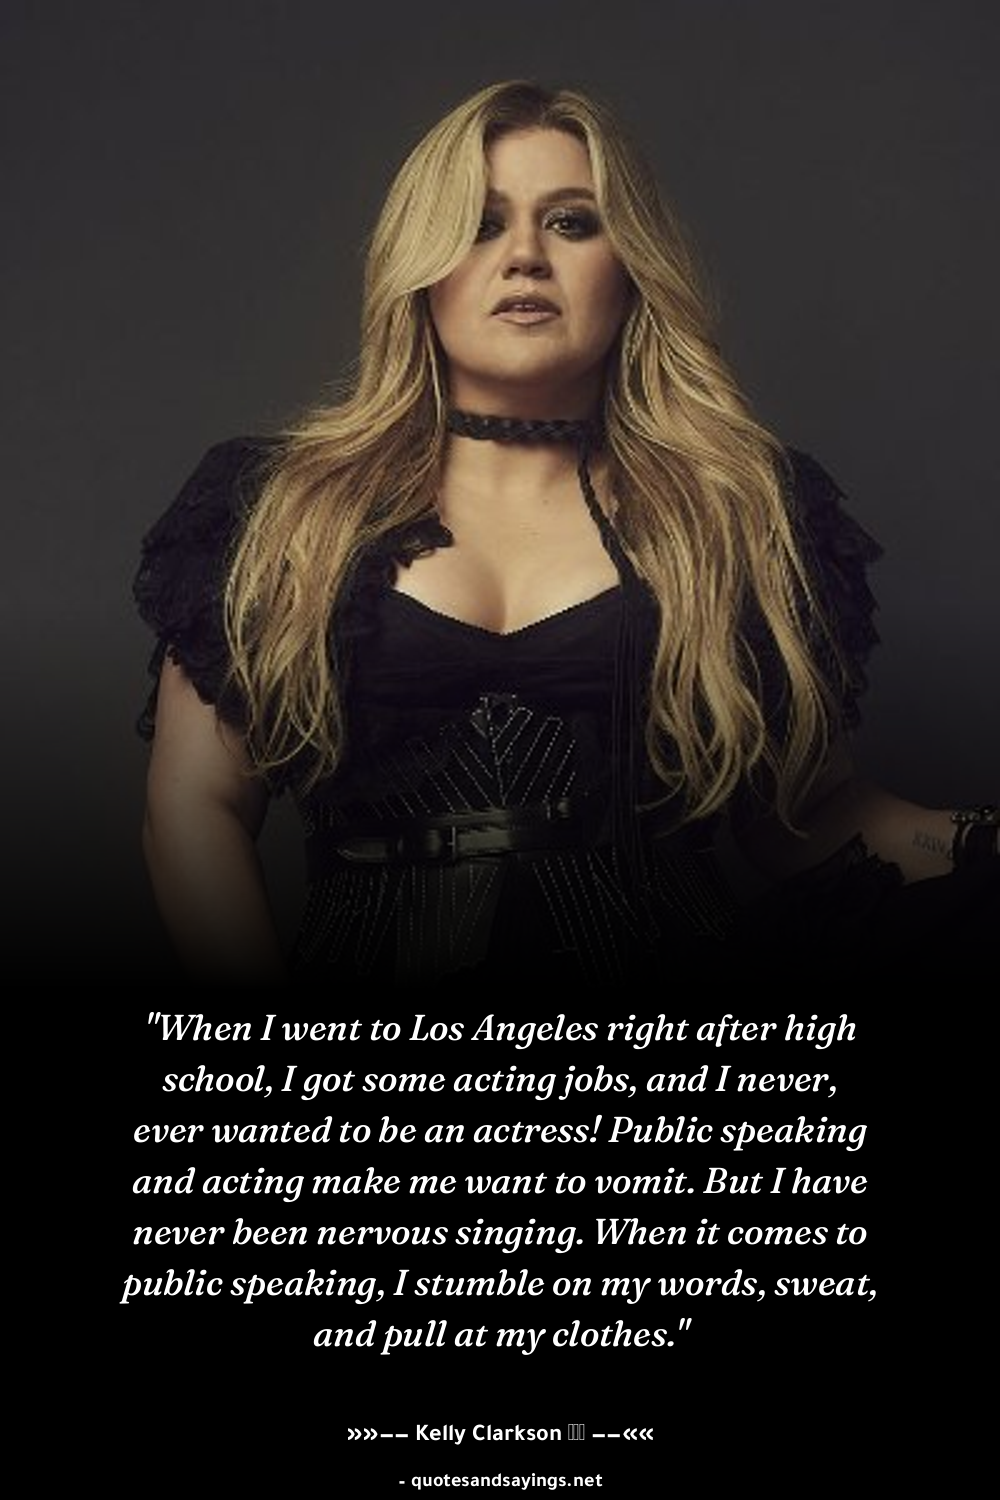 "When I went to Los Angeles right after high
school, I got some acting jobs, and I never,
ever wanted to be an actress! Public speaking
and acting make me want to vomit. But I have
never been nervous singing. When it comes to
public speaking, I stumble on my words, sweat,
and pull at my clothes."
»»–– Kelly Clarkson ––««
- quotesandsayings.net